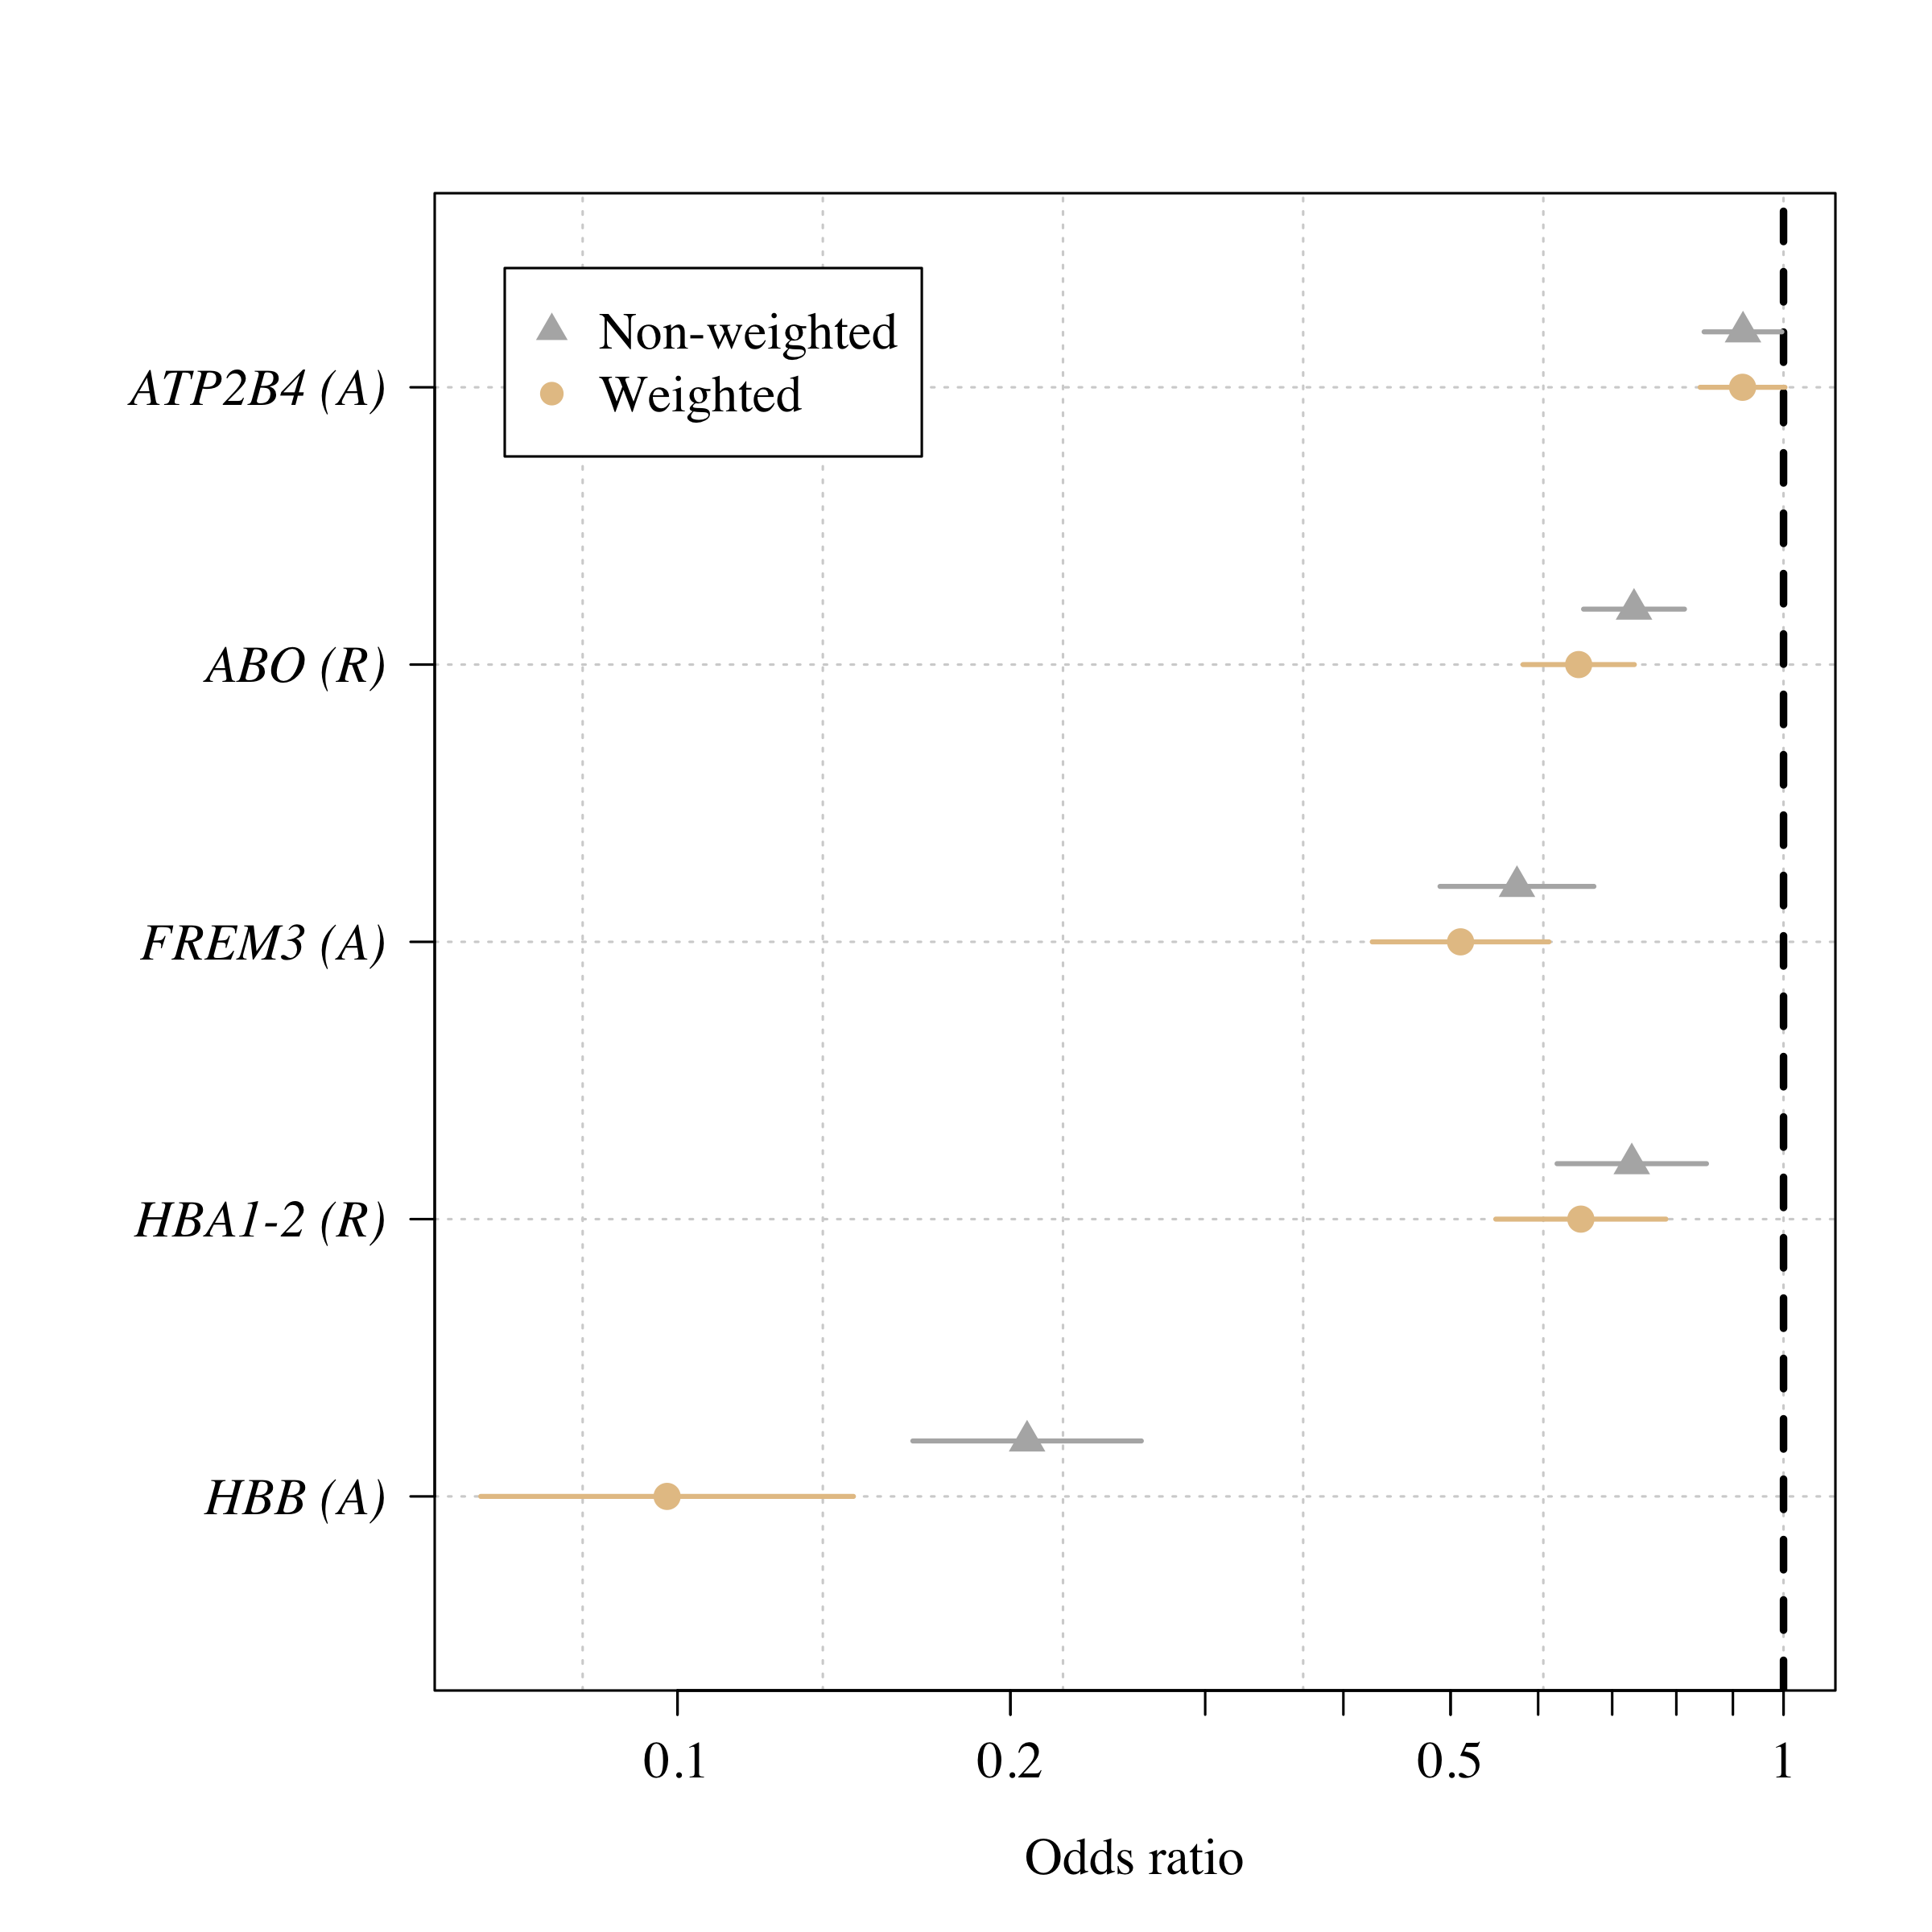 Non-weighted
Weighted
ATP2B4 (A)
ABO (R)
FREM3 (A)
HBA1-2 (R)
HBB (A)
0.1 0.2 0.5 1
Odds ratio